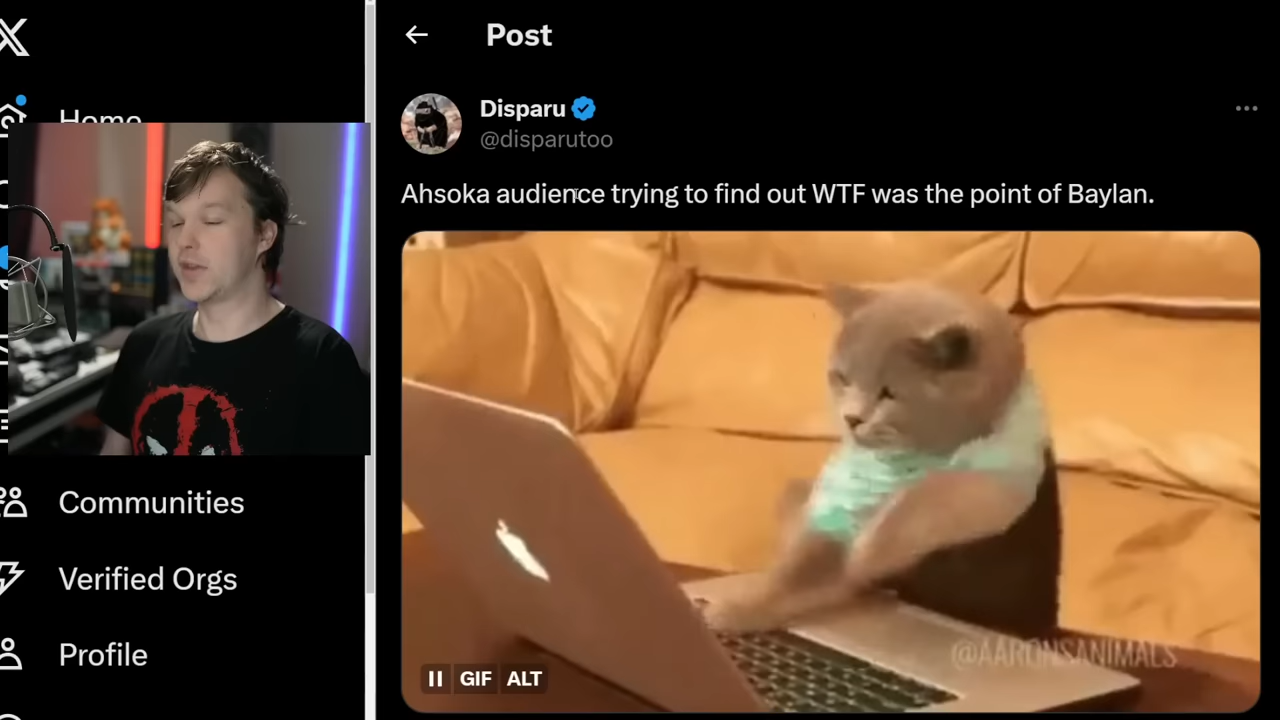 Post
Home
Disparu
@disparutoo
Ahsoka audience trying to find out WTF was the point of Baylan.
Communities
Verified Orgs
Profile
@AARONSANIMALS
GIF ALT